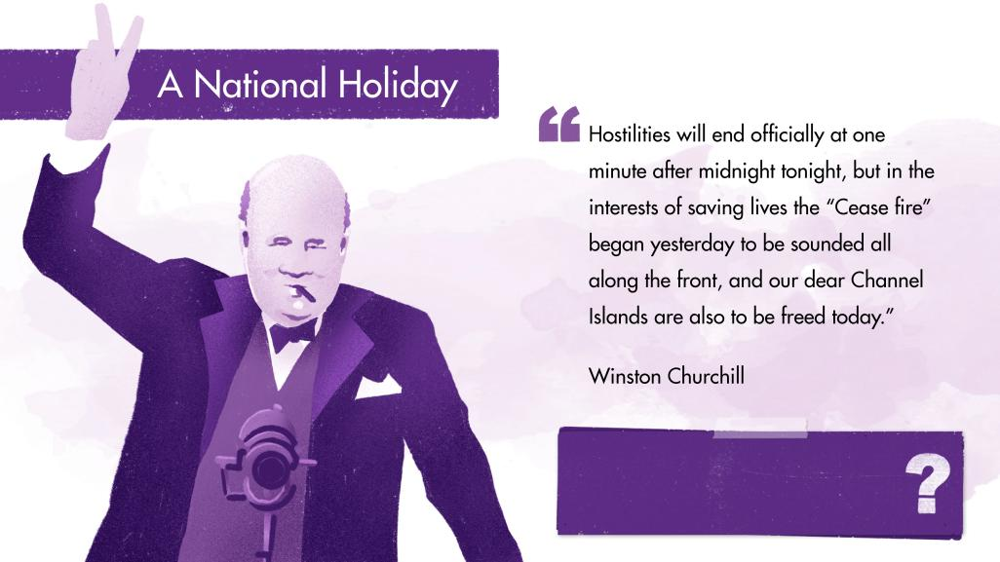 A National Holiday
“Hostilities will end officially at one
minute after midnight tonight, but in the
interests of saving lives the “Cease fire”
began yesterday to be sounded all
along the front, and our dear Channel
Islands are also to be freed today.”
Winston Churchill
?